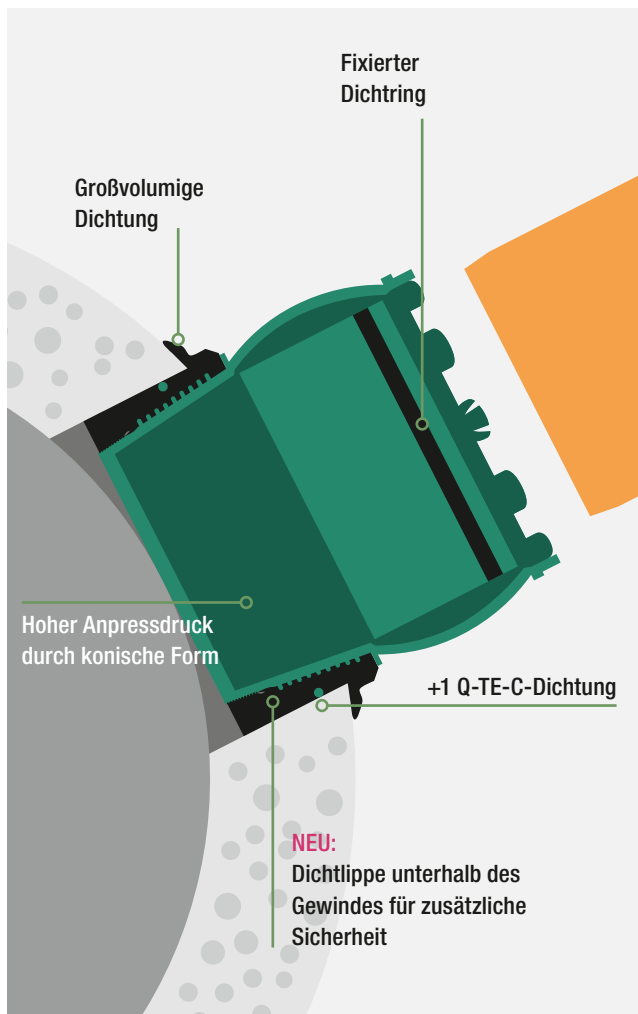 Fixierter
Dichtring
Großvolumige
Dichtung
Hoher Anpressdruck
durch konische Form
+1 Q-TE-C-Dichtung
NEU:
Dichtlippe unterhalb des
Gewindes für zusätzliche
Sicherheit